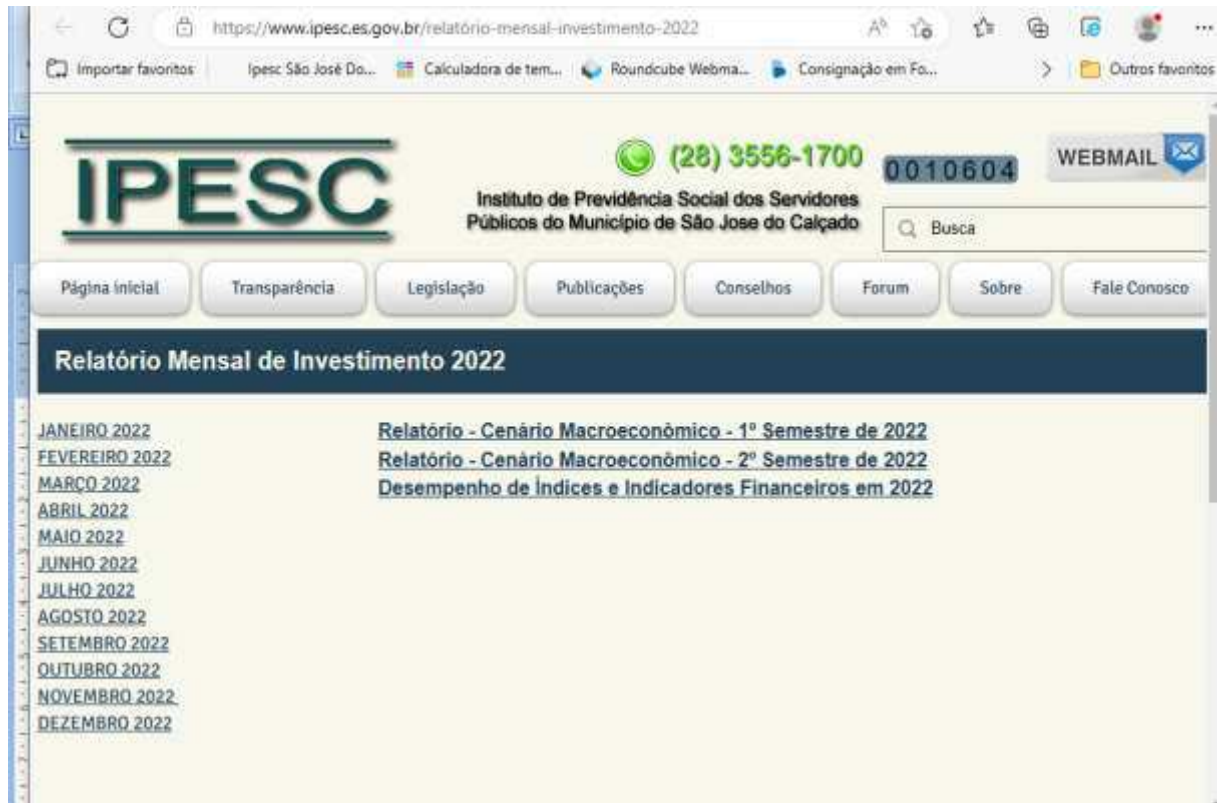 https://www.ipesc.es.gov.br/relatório-mensal-investimento-2022
Importar favoritos Ipesc São José Do... Calculadora de tem... Roundcube Webma... Consignação em Fo... Outros favoritos
IPESC
(28) 3556-1700
0010604
WEBMAIL
Instituto de Previdência Social dos Servidores
Públicos do Município de São Jose do Calçado
Busca
Página inicial Transparência Legislação Publicações Conselhos Forum Sobre Fale Conosco
Relatório Mensal de Investimento 2022
JANEIRO 2022
FEVEREIRO 2022
MARÇO 2022
ABRIL 2022
MAIO 2022
JUNHO 2022
JULHO 2022
AGOSTO 2022
SETEMBRO 2022
OUTUBRO 2022
NOVEMBRO 2022
DEZEMBRO 2022
Relatório - Cenário Macroeconômico - 1º Semestre de 2022
Relatório - Cenário Macroeconômico - 2º Semestre de 2022
Desempenho de Índices e Indicadores Financeiros em 2022